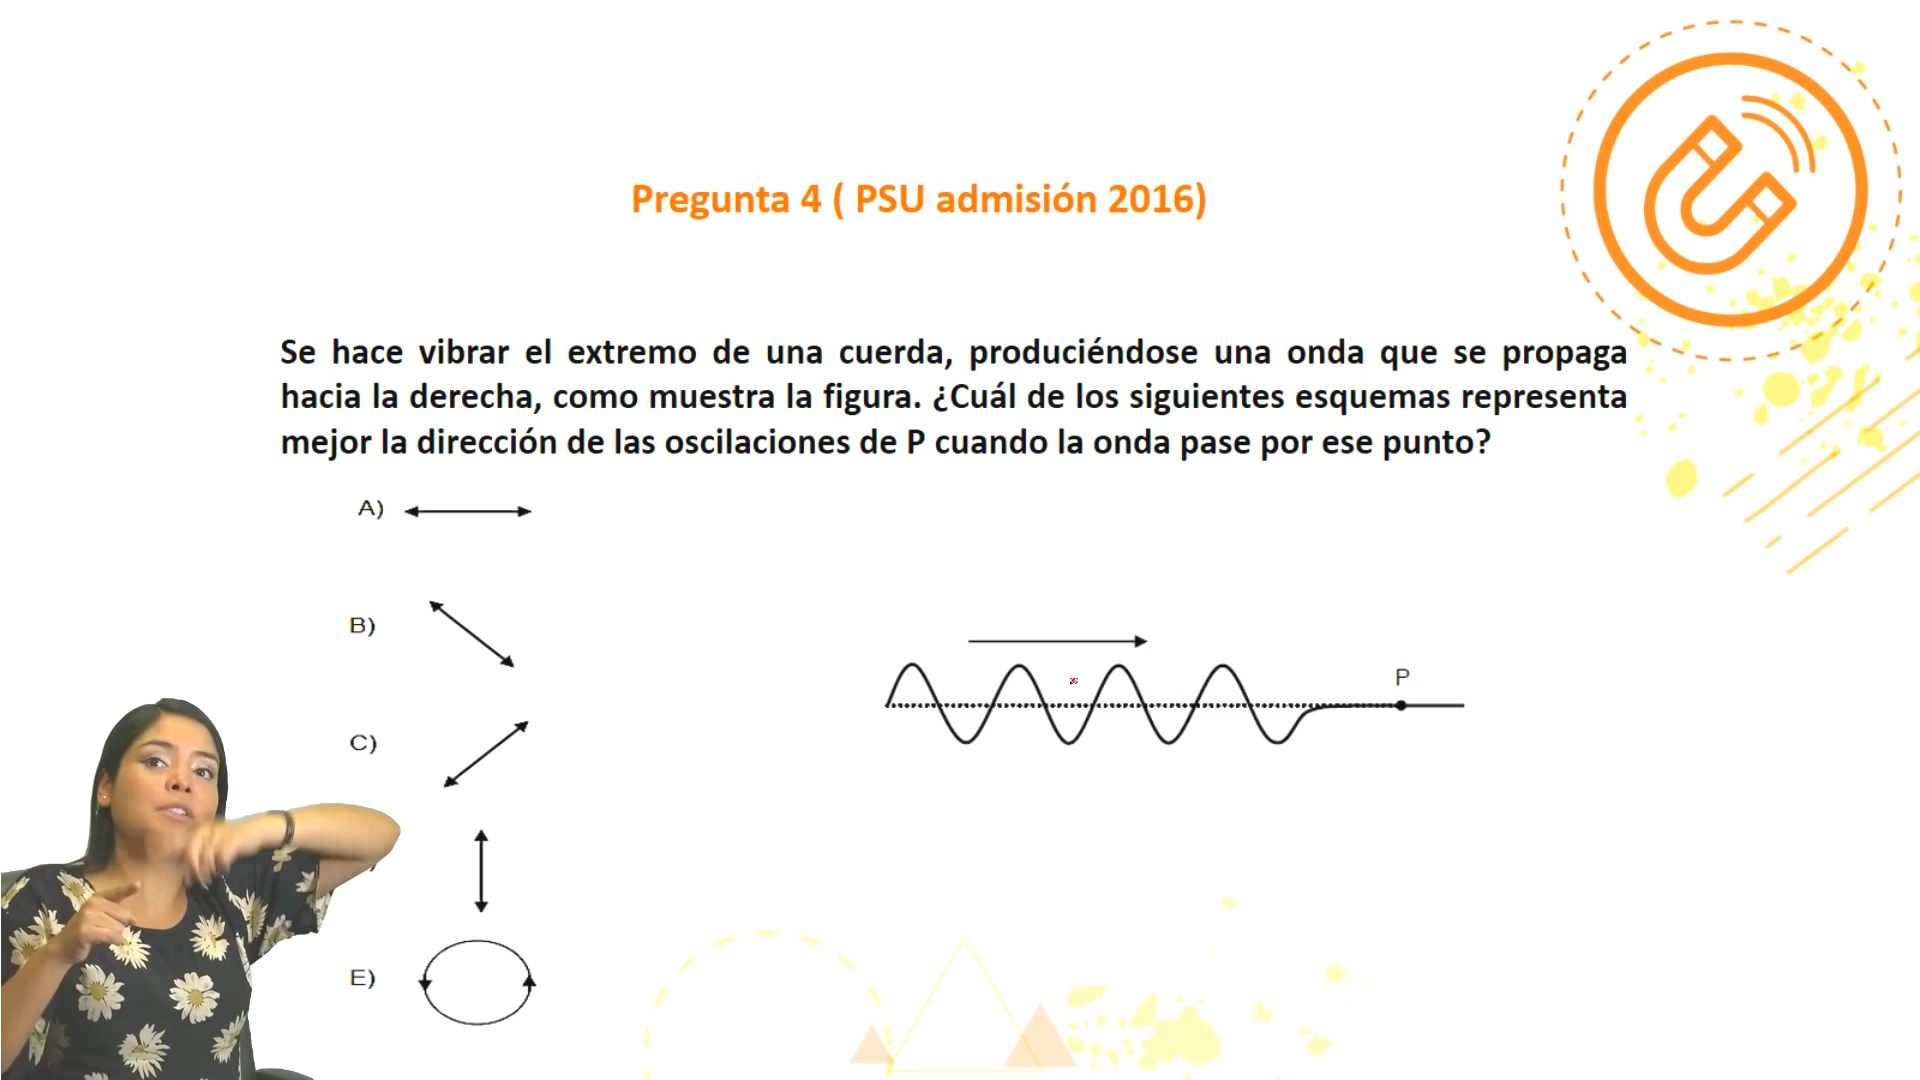 Pregunta 4 ( PSU admisión 2016)
Se hace vibrar el extremo de una cuerda, produciéndose una onda que se propaga
hacia la derecha, como muestra la figura. ¿Cuál de los siguientes esquemas representa
mejor la dirección de las oscilaciones de P cuando la onda pase por ese punto?
A)
B)
C)
E)
P